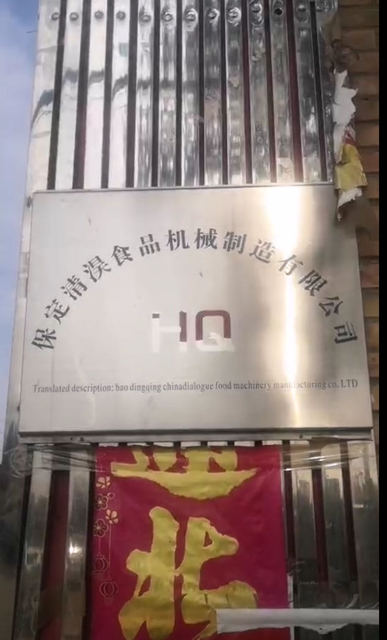 保定清淏食品机械制造有限公司
HQ
Translated description: bao dingqing chinadialogue food machinery manufacturing co. LTD